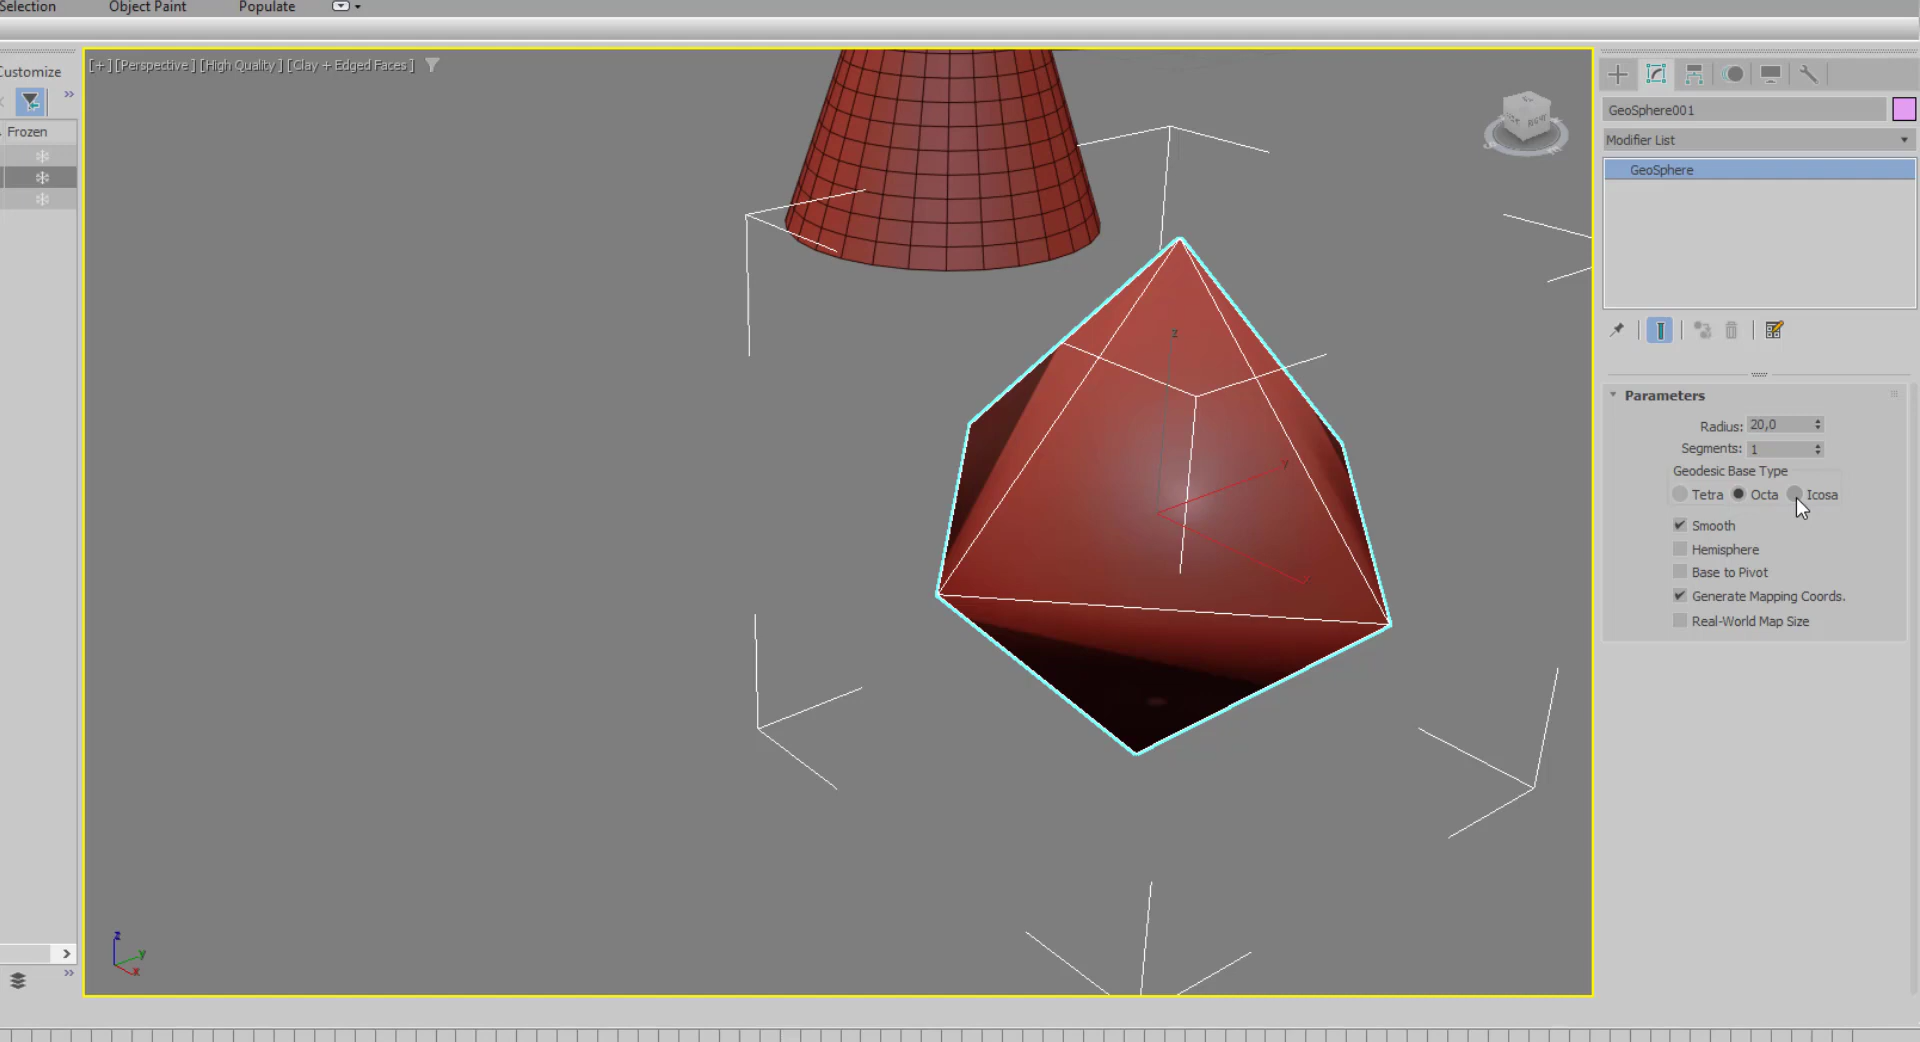 Selection Object Paint Populate
Customize
[+] [Perspective ] [High Quality ] [Clay + Edged Faces ]
Frozen
GeoSphere001
Modifier List
GeoSphere
z
y
Parameters
Radius: 20,0
Segments: 1
Geodesic Base Type
Tetra Octa Icosa
Smooth
Hemisphere
Base to Pivot
Generate Mapping Coords.
Real-World Map Size
z
y
x